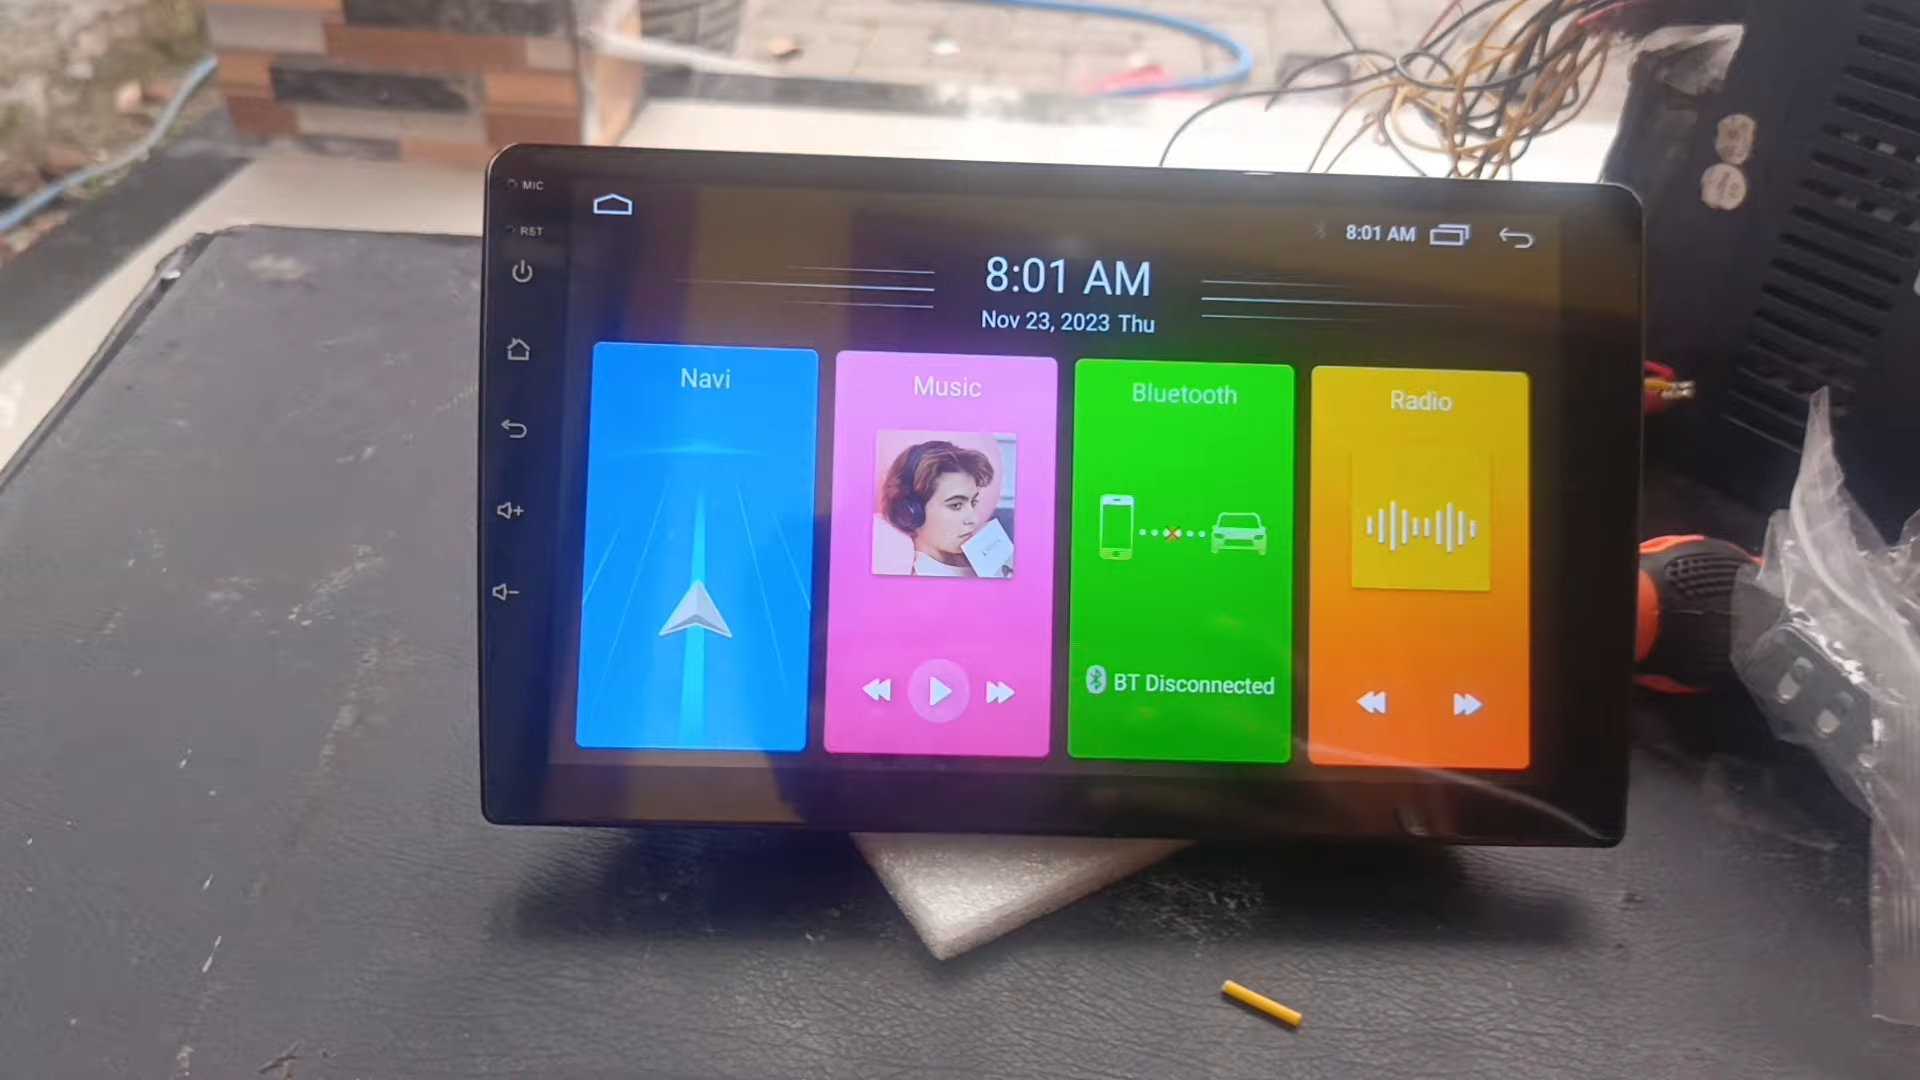 MIC
RST
8:01 AM
8:01 AM
Nov 23, 2023 Thu
Navi
Music
Bluetooth
Radio
BT Disconnected